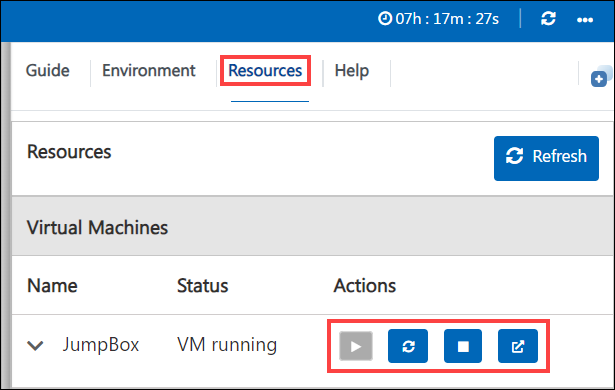 07h : 17m : 27s
Guide Environment Resources Help
Resources
Refresh
Virtual Machines
Name Status Actions
JumpBox VM running